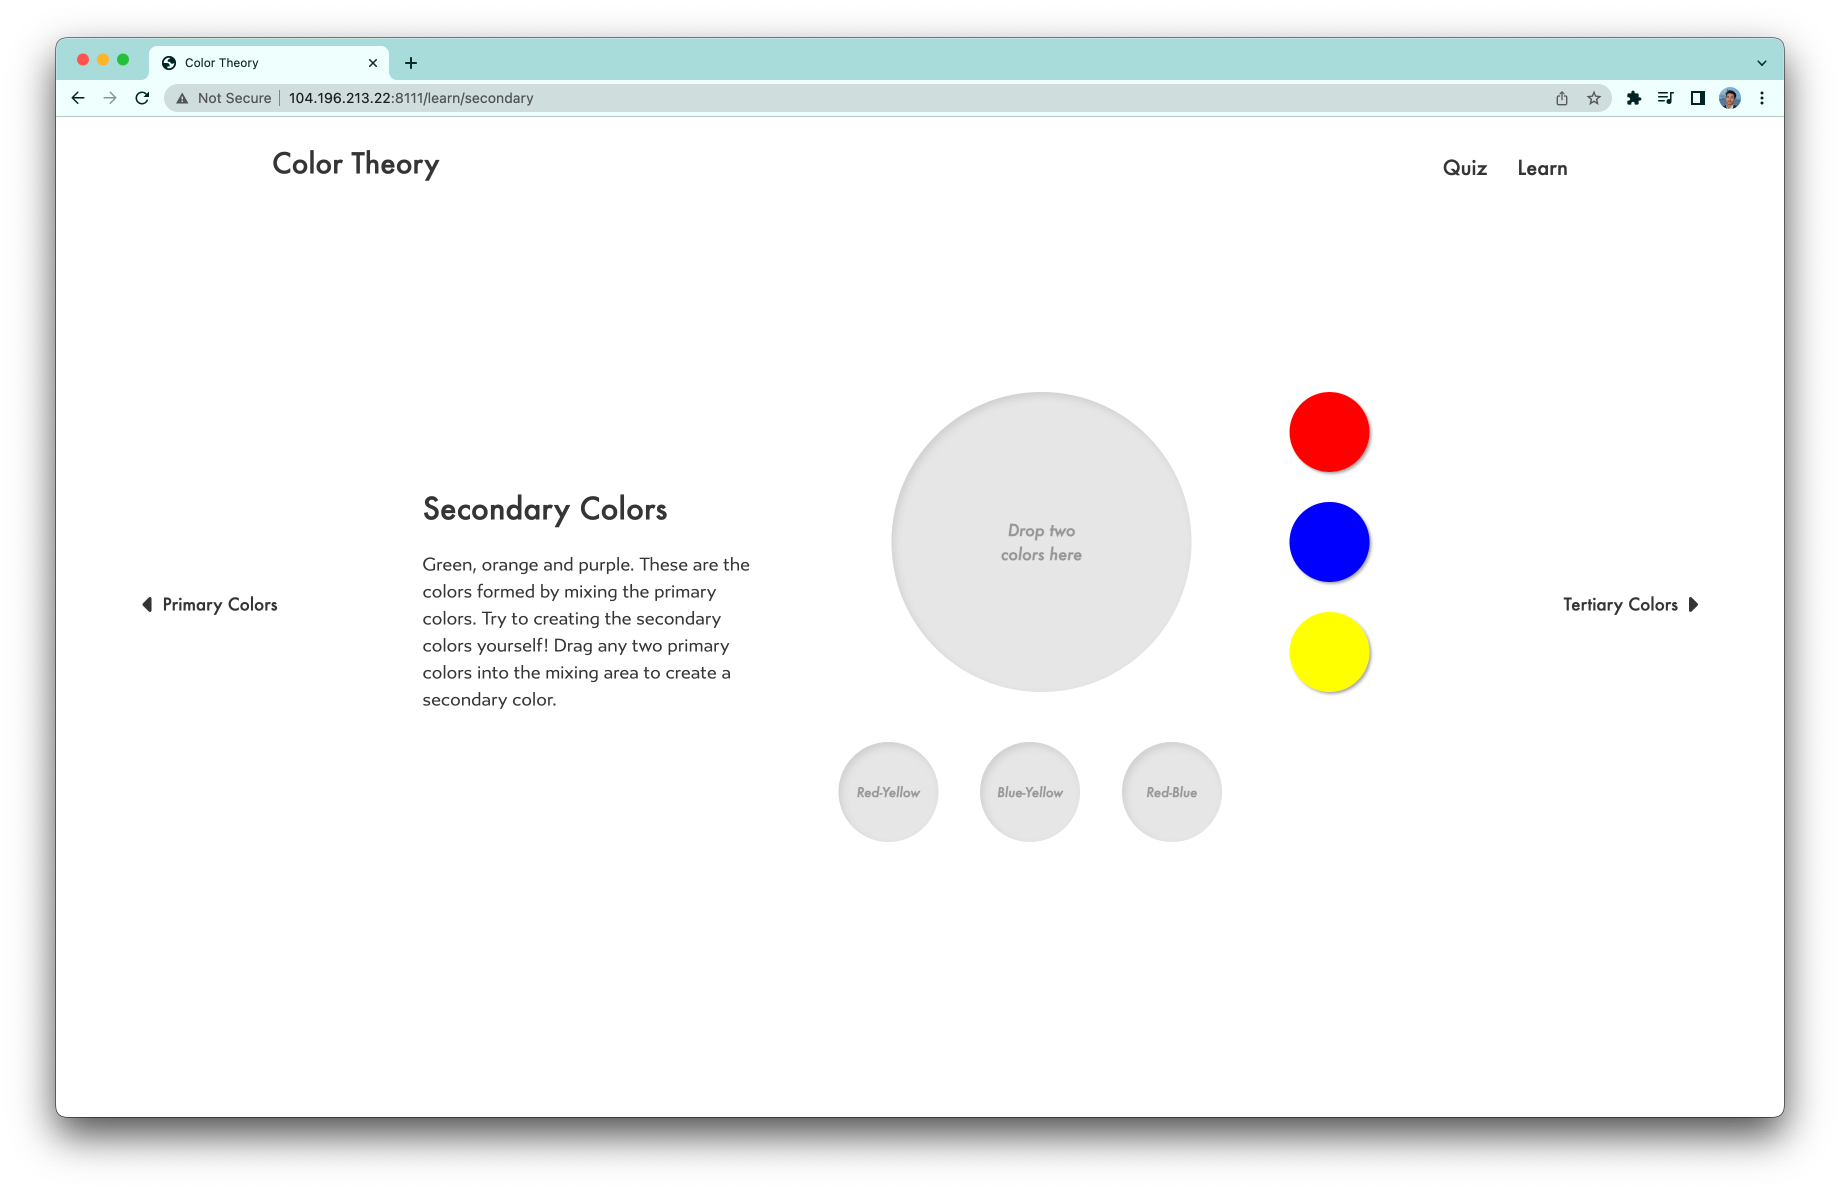 Color Theory
Not Secure
104.196.213.22:8111/learn/secondary
Color Theory
Quiz
Learn
Secondary Colors
Green, orange and purple. These are the
colors formed by mixing the primary
colors. Try to creating the secondary
colors yourself! Drag any two primary
colors into the mixing area to create a
secondary color.
Primary Colors
Drop two
colors here
Tertiary Colors
Red-Yellow
Blue-Yellow
Red-Blue